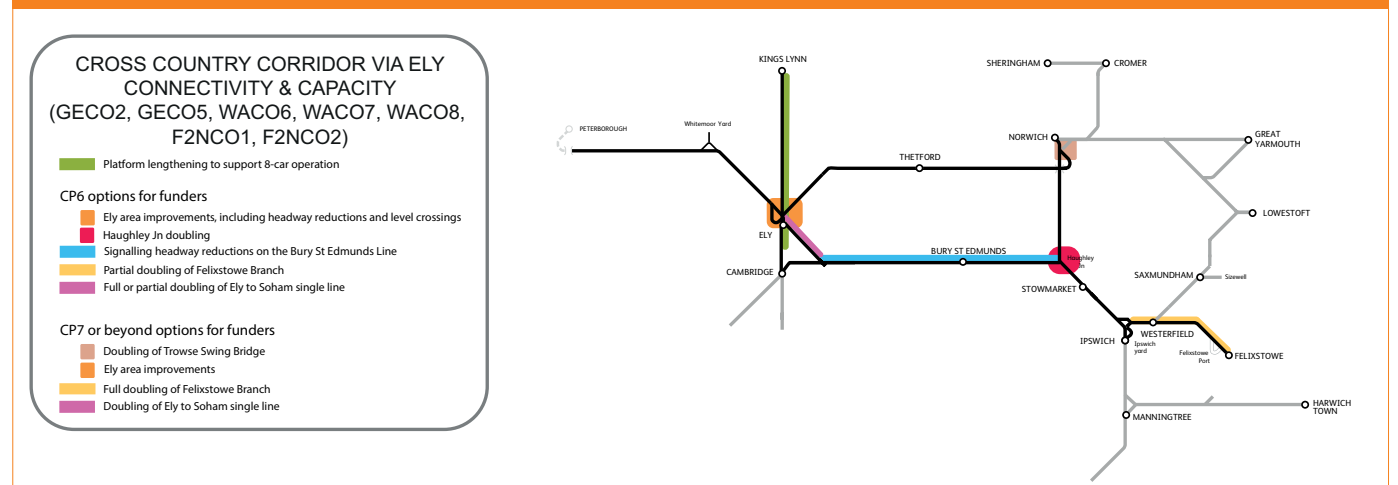 CROSS COUNTRY CORRIDOR VIA ELY
CONNECTIVITY & CAPACITY
(GECO2, GECO5, WACO6, WACO7, WACO8,
F2NCO1, F2NCO2)
Platform lengthening to support 8-car operation
CP6 options for funders
Ely area improvements, including headway reductions and level crossings
Haughley Jn doubling
Signalling headway reductions on the Bury St Edmunds Line
Partial doubling of Felixstowe Branch
Full or partial doubling of Ely to Soham single line
CP7 or beyond options for funders
Doubling of Trowse Swing Bridge
Ely area improvements
Full doubling of Felixstowe Branch
Doubling of Ely to Soham single line
KINGS LYNN
SHERINGHAM
CROMER
PETERBOROUGH
Whitemoor Yard
NORWICH
GREAT
YARMOUTH
THETFORD
LOWESTOFT
ELY
BURY ST EDMUNDS
Haughley
Jn
CAMBRIDGE
STOWMARKET
SAXMUNDHAM
Sizewell
IPSWICH
WESTERFIELD
Ipswich
yard
Felixstowe
Port
FELIXSTOWE
MANNINGTREE
HARWICH
TOWN